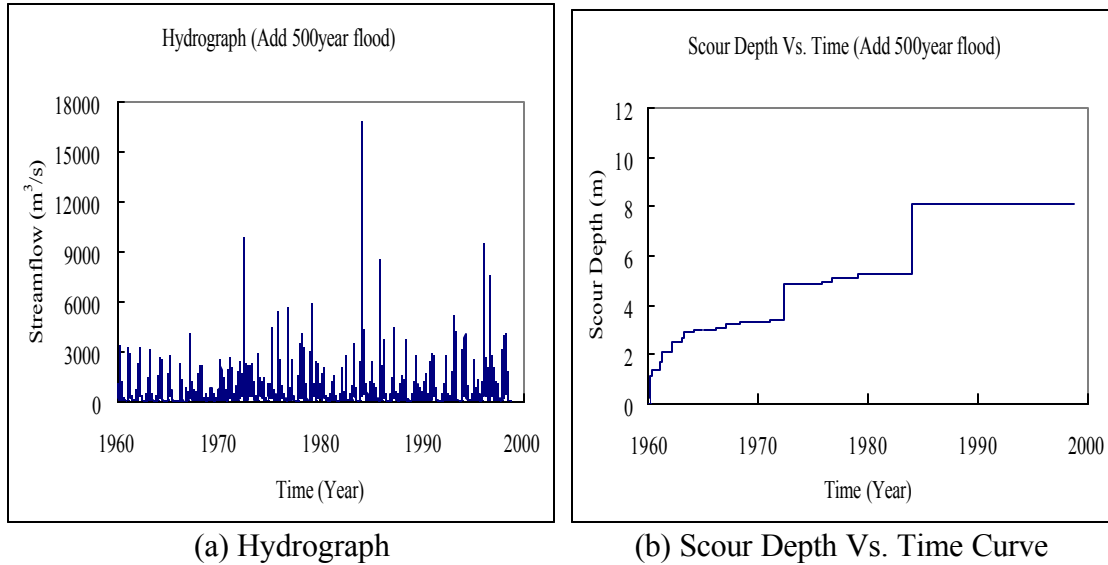 Hydrograph (Add 500year flood)
Streamflow (m³/s)
18000
15000
12000
9000
6000
3000
0
1960 1970 1980 1990 2000
Time (Year)
(a) Hydrograph
Scour Depth Vs. Time (Add 500year flood)
Scour Depth (m)
12
10
8
6
4
2
0
1960 1970 1980 1990 2000
Time (Year)
(b) Scour Depth Vs. Time Curve